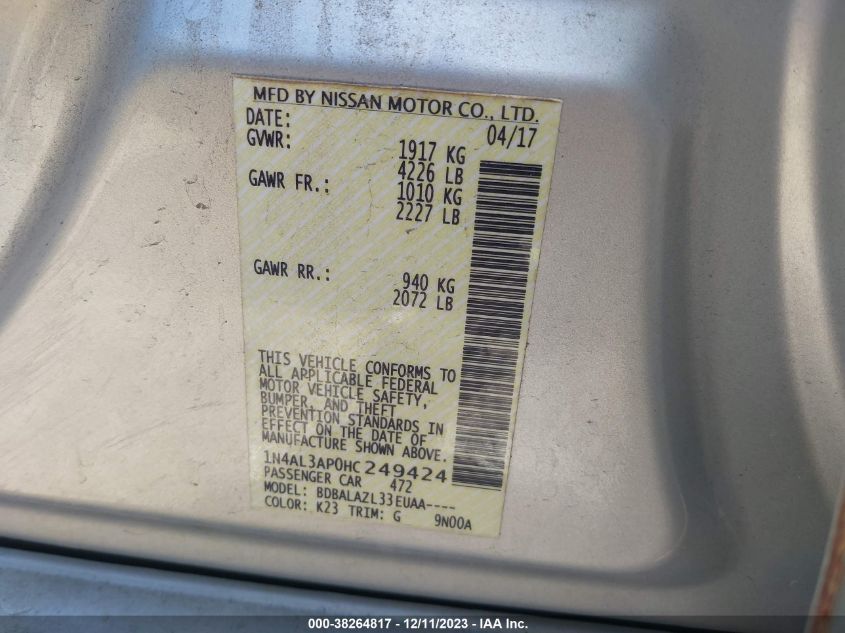 MFD BY NISSAN MOTOR CO., LTD.
DATE: 04/17
GVWR: 1917 KG
4226 LB
GAWR FR.: 1010 KG
2227 LB
GAWR RR.: 940 KG
2072 LB
THIS VEHICLE CONFORMS TO
ALL APPLICABLE FEDERAL
MOTOR VEHICLE SAFETY,
BUMPER, AND THEFT
PREVENTION STANDARDS IN
EFFECT ON THE DATE OF
MANUFACTURE SHOWN ABOVE.
1N4AL3AP0HC249424
PASSENGER CAR 472
MODEL: BDBALAZL33EUAA----
COLOR: K23 TRIM: G 9N00A
000-38264817 - 12/11/2023 - IAA Inc.